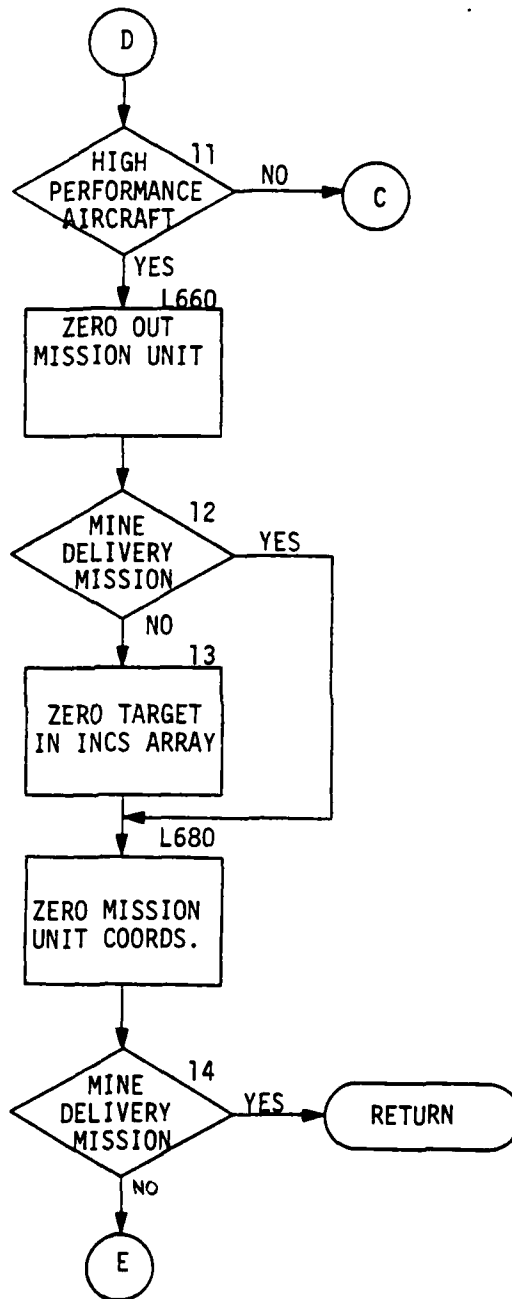 D
11
HIGH
PERFORMANCE
AIRCRAFT
NO
C
YES
L660
ZERO OUT
MISSION UNIT
12
MINE
DELIVERY
MISSION
YES
NO
13
ZERO TARGET
IN INCS ARRAY
L680
ZERO MISSION
UNIT COORDS.
14
MINE
DELIVERY
MISSION
YES
RETURN
NO
E